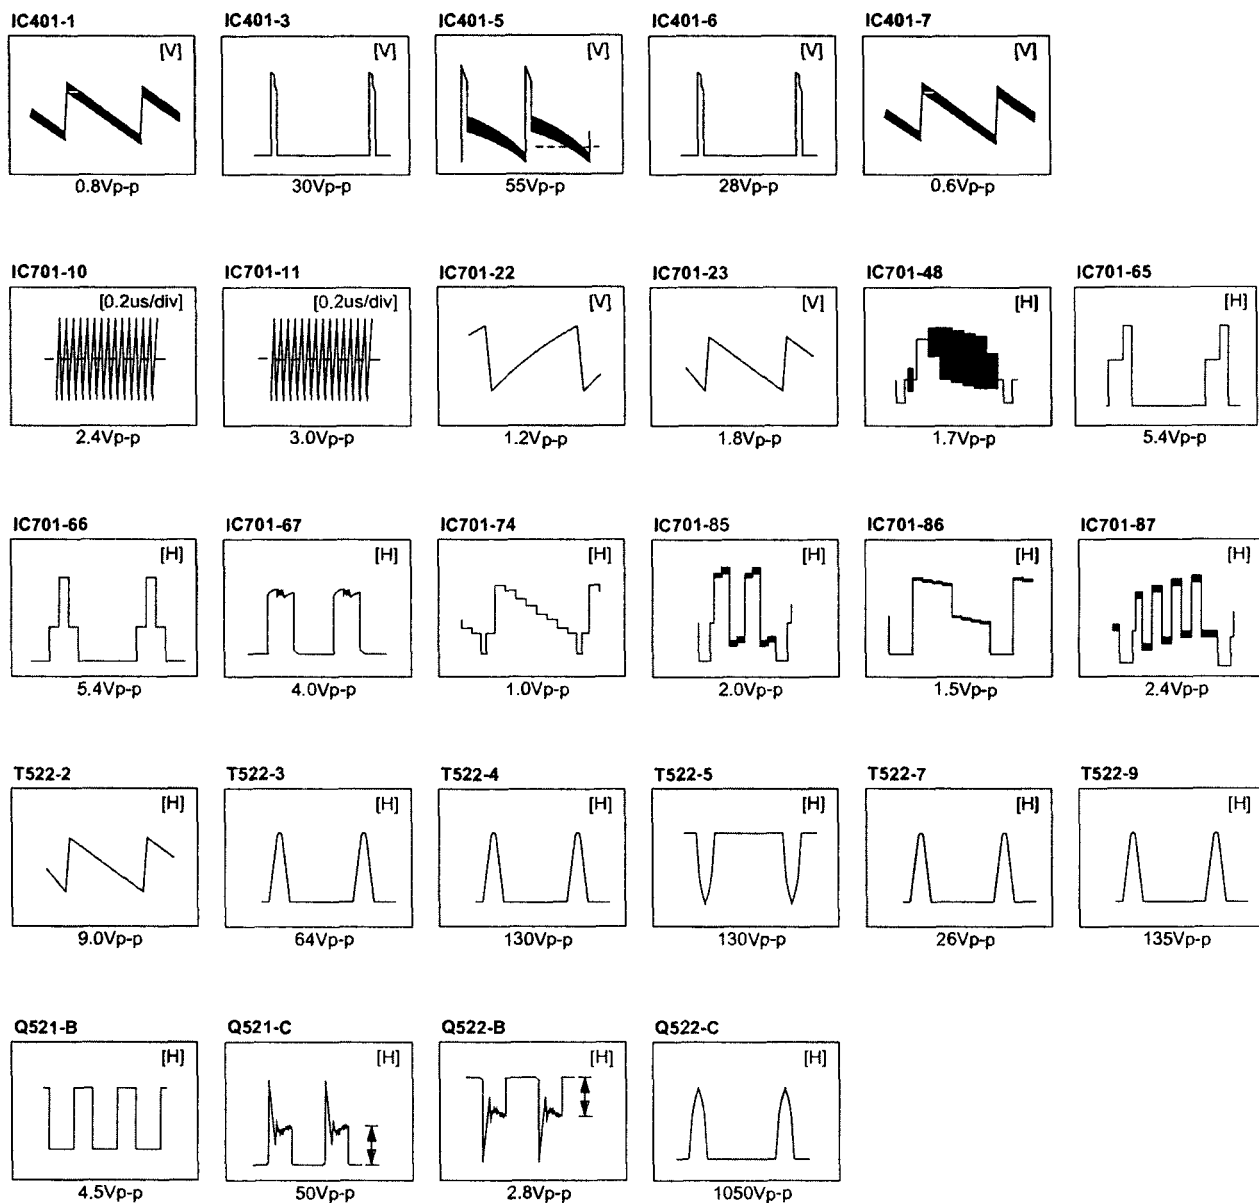 IC401-1 IC401-3 IC401-5 IC401-6 IC401-7
[V] [V] [V] [V] [V]
0.8Vp-p 30Vp-p 55Vp-p 28Vp-p 0.6Vp-p
IC701-10 IC701-11 IC701-22 IC701-23 IC701-48 IC701-65
[0.2us/div] [0.2us/div] [V] [V] [H] [H]
2.4Vp-p 3.0Vp-p 1.2Vp-p 1.8Vp-p 1.7Vp-p 5.4Vp-p
IC701-66 IC701-67 IC701-74 IC701-85 IC701-86 IC701-87
[H] [H] [H] [H] [H] [H]
5.4Vp-p 4.0Vp-p 1.0Vp-p 2.0Vp-p 1.5Vp-p 2.4Vp-p
T522-2 T522-3 T522-4 T522-5 T522-7 T522-9
[H] [H] [H] [H] [H] [H]
9.0Vp-p 64Vp-p 130Vp-p 130Vp-p 26Vp-p 135Vp-p
Q521-B Q521-C Q522-B Q522-C
[H] [H] [H] [H]
4.5Vp-p 50Vp-p 2.8Vp-p 1050Vp-p